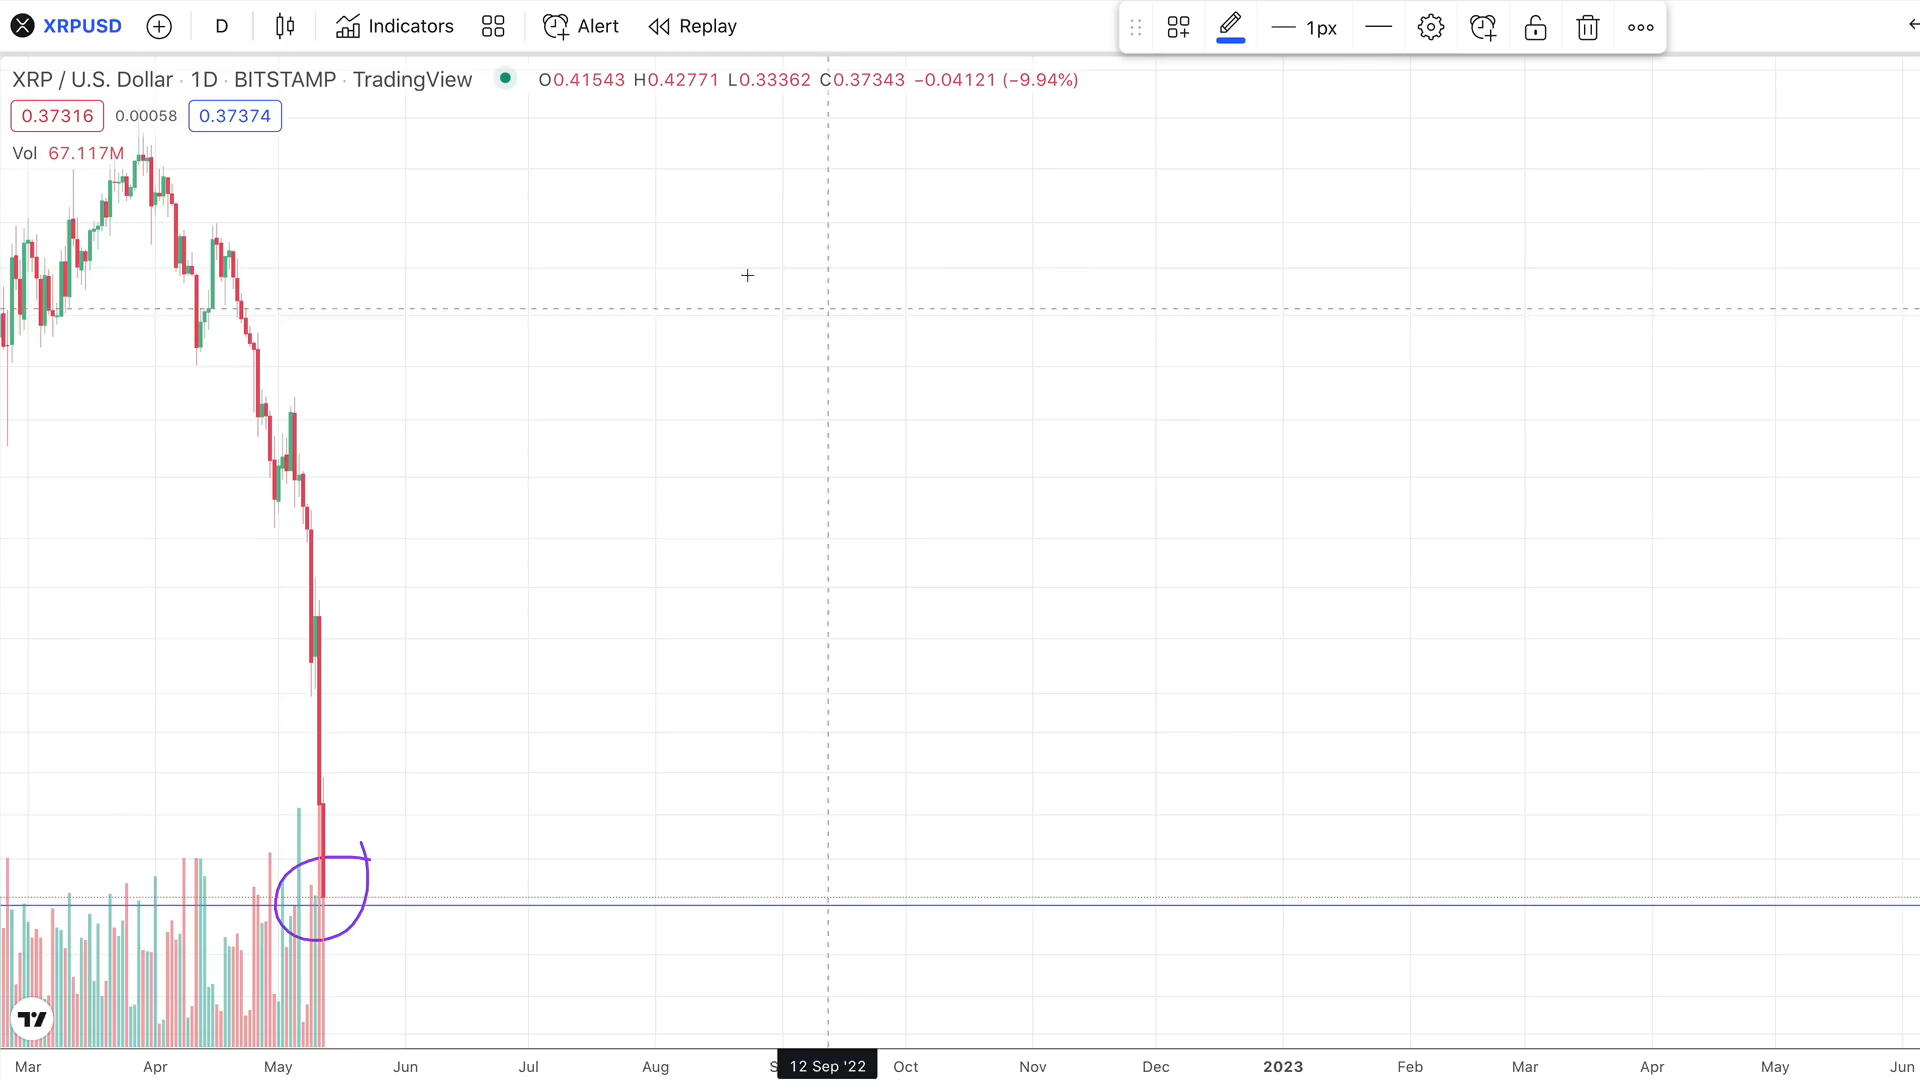 XRPUSD D Indicators Alert Replay 1px
XRP / U.S. Dollar · 1D · BITSTAMP · TradingView O0.41543 H0.42771 L0.33362 C0.37343 −0.04121 (−9.94%)
0.37316 0.00058 0.37374
Vol 67.117M
Mar Apr May Jun Jul Aug 12 Sep '22 Oct Nov Dec 2023 Feb Mar Apr May Jun